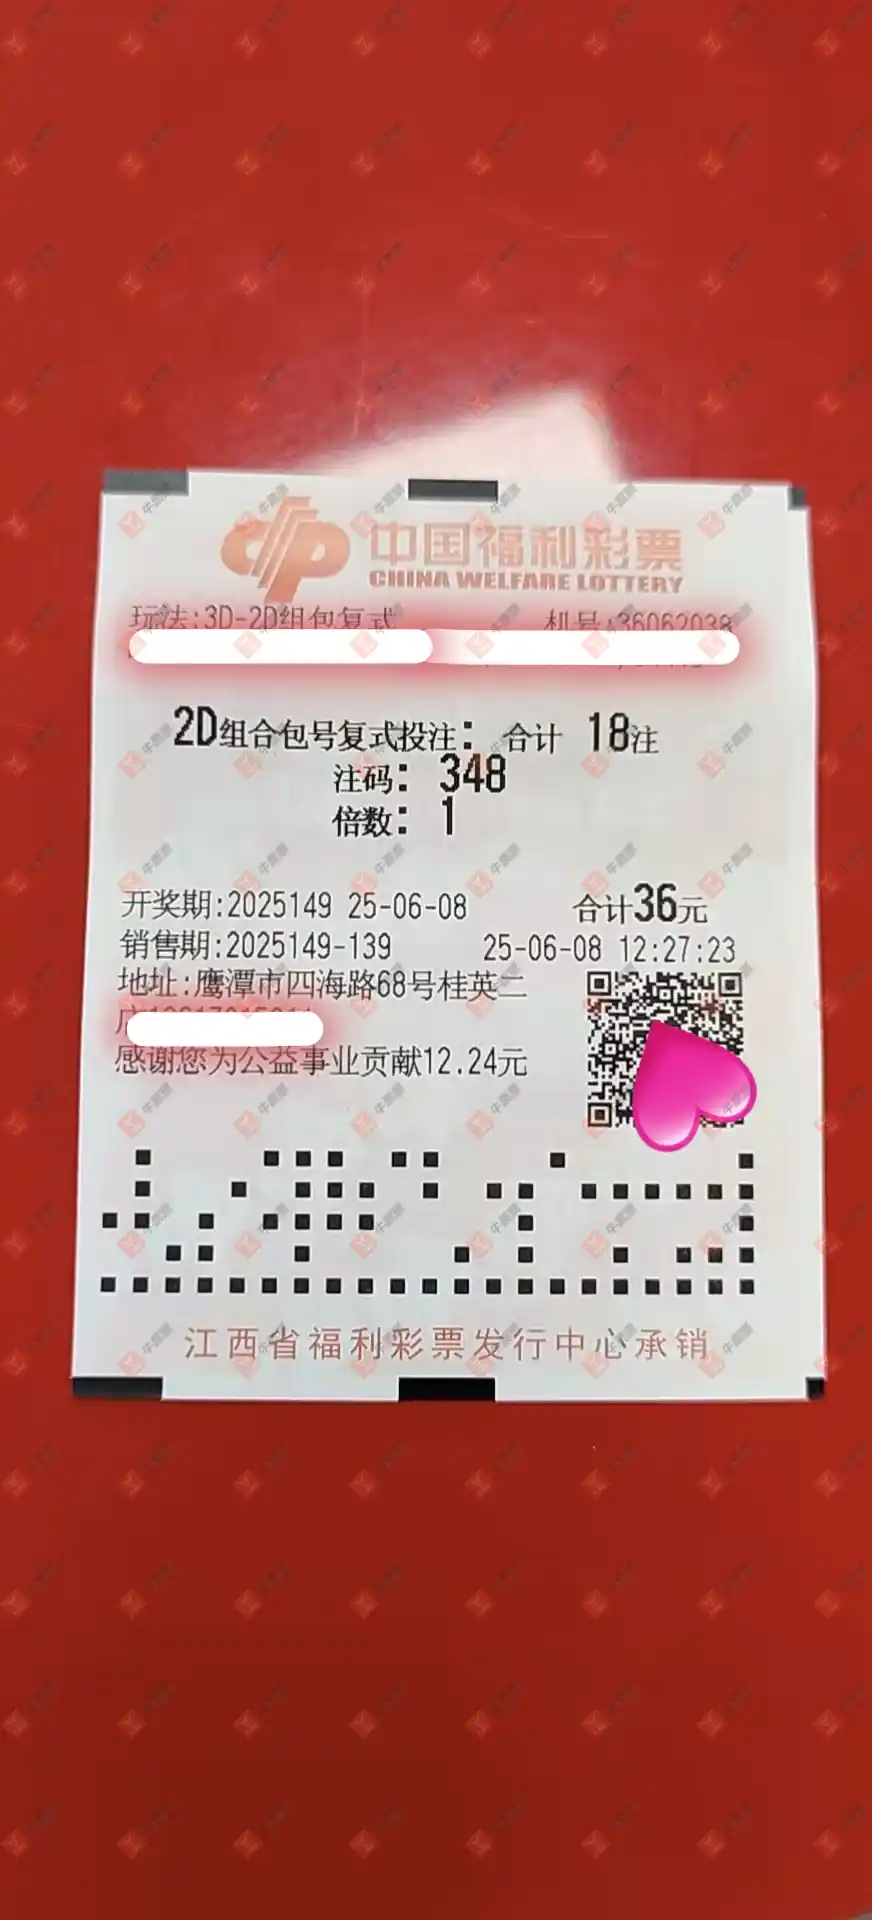 中国福利彩票
CHINA WELFARE LOTTERY
玩法:3D-2D组包复式 机号:36062038
2D组合包号复式投注: 合计 18注
注码: 348
倍数: 1
开奖期:2025149 25-06-08 合计36元
销售期:2025149-139 25-06-08 12:27:23
地址:鹰潭市四海路68号桂英二
感谢您为公益事业贡献12.24元
江西省福利彩票发行中心承销